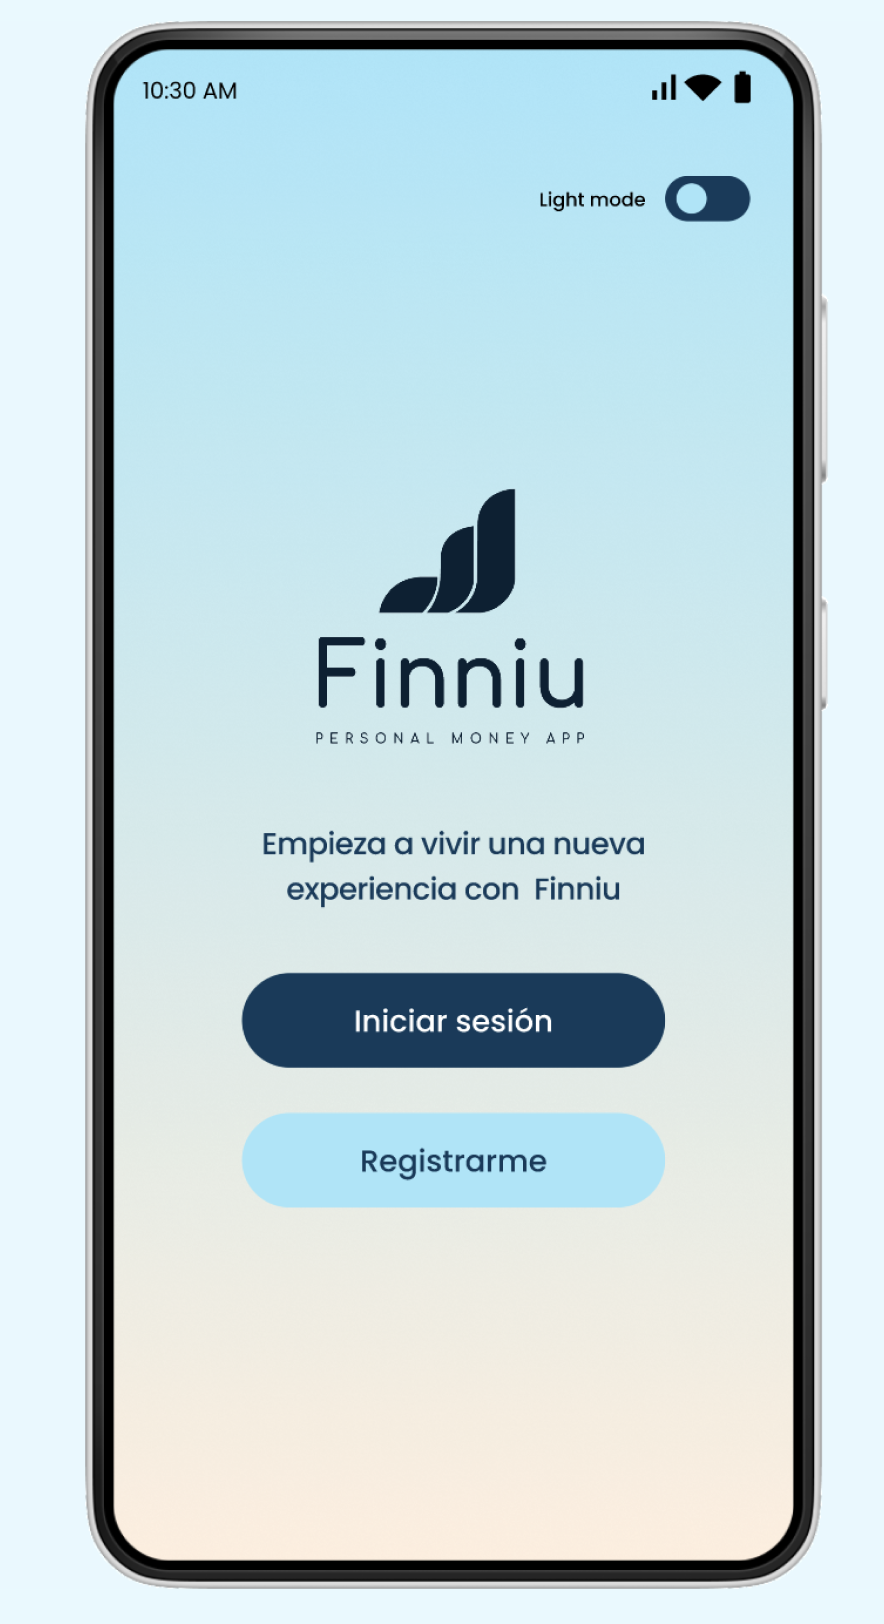 10:30 AM
Light mode
Finniu
PERSONAL MONEY APP
Empieza a vivir una nueva
experiencia con  Finniu
Iniciar sesión
Registrarme